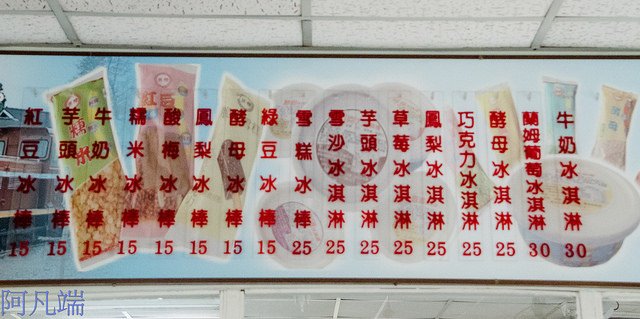 紅豆冰棒 15
芋頭冰棒 15
牛奶冰棒 15
糯米冰棒 15
酸梅冰棒 15
鳳梨冰棒 15
酵母冰棒 15
綠豆冰棒 15
雪糕冰棒 25
雪沙冰淇淋 25
芋頭冰淇淋 25
草莓冰淇淋 25
鳳梨冰淇淋 25
巧克力冰淇淋 25
酵母冰淇淋 25
蘭姆葡萄冰淇淋 30
牛奶冰淇淋 30
阿凡端